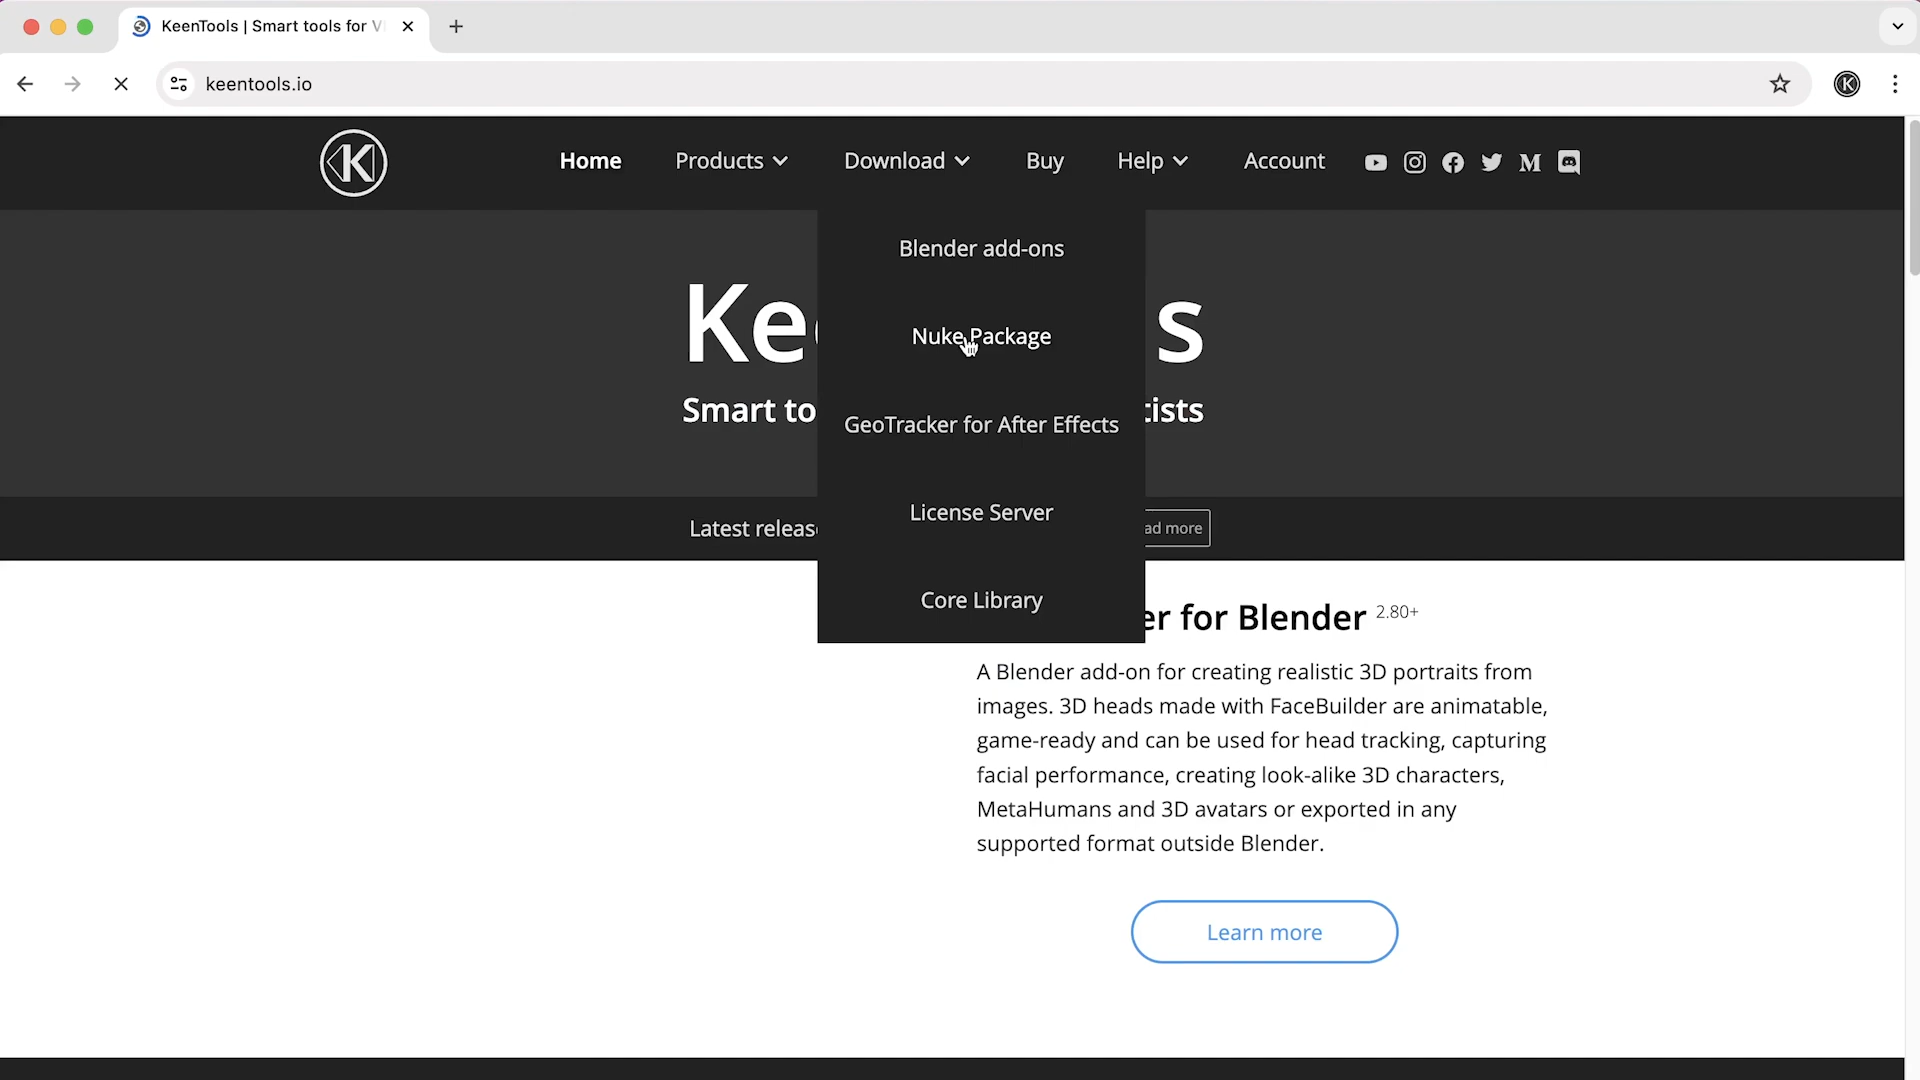 KeenTools | Smart tools for V
keentools.io
K
Home Products Download Buy Help Account
Blender add-ons
Nuke Package
GeoTracker for After Effects
License Server
Core Library
Ke s
Smart to tists
Latest release ad more
er for Blender 2.80+
A Blender add-on for creating realistic 3D portraits from
images. 3D heads made with FaceBuilder are animatable,
game-ready and can be used for head tracking, capturing
facial performance, creating look-alike 3D characters,
MetaHumans and 3D avatars or exported in any
supported format outside Blender.
Learn more